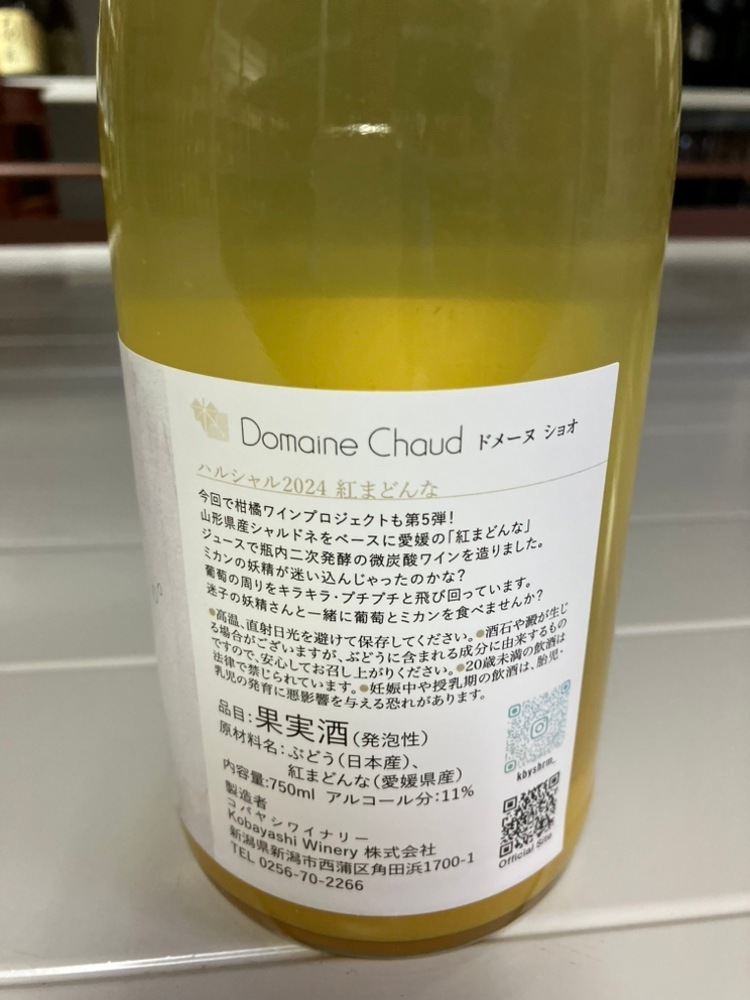 Domaine Chaud ドメーヌ ショオ
ハルシャル2024 紅まどんな
今回で柑橘ワインプロジェクトも第5弾!
山形県産シャルドネをベースに愛媛の「紅まどんな」
ジュースで瓶内二次発酵の微炭酸ワインを造りました。
ミカンの妖精が迷い込んじゃったのかな?
葡萄の周りをキラキラ・プチプチと飛び回っています。
迷子の妖精さんと一緒に葡萄とミカンを食べませんか?
●高温、直射日光を避けて保存してください。●酒石や澱が生じ
る場合がございますが、ぶどうに含まれる成分に由来するもの
ですので、安心してお召し上がりください。●20歳未満の飲酒は
法律で禁じられています。●妊娠中や授乳期の飲酒は、胎児・
乳児の発育に悪影響を与える恐れがあります。
品目:果実酒(発泡性)
原材料名:ぶどう(日本産)、
紅まどんな(愛媛県産)
内容量:750ml アルコール分:11%
製造者
コバヤシワイナリー
Kobayashi Winery 株式会社
新潟県新潟市西蒲区角田浜1700-1
TEL 0256-70-2266
kbyshrm_
Official Site